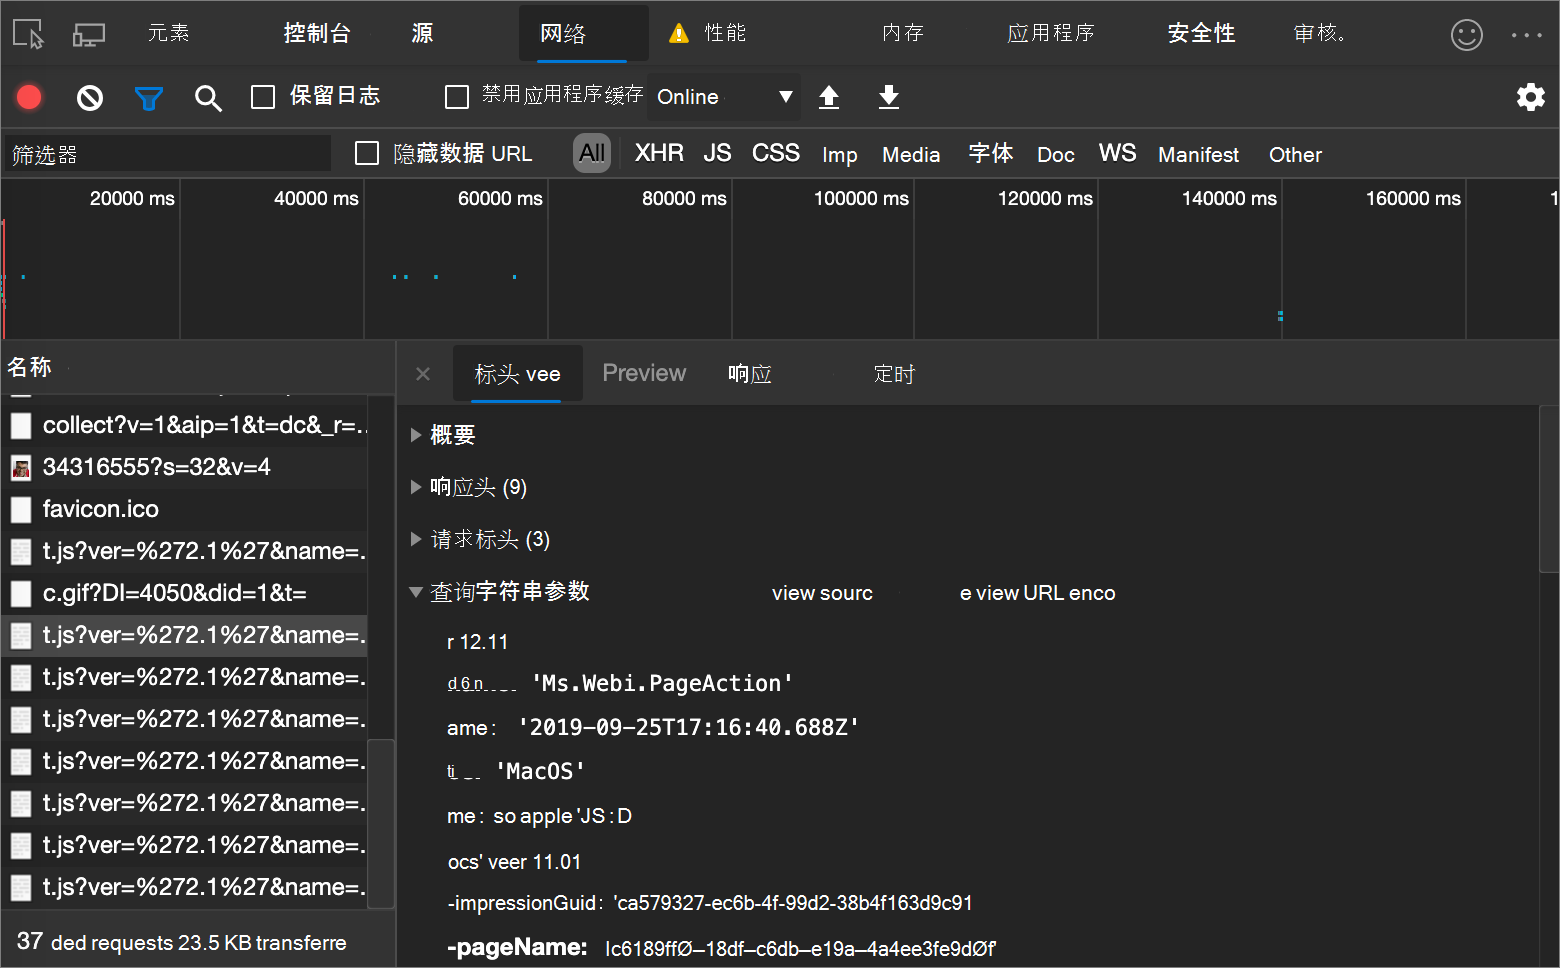 元素 控制台 源 网络 性能 内存 应用程序 安全性 审核。
保留日志 禁用应用程序缓存 Online
筛选器 隐藏数据 URL All XHR JS CSS Imp Media 字体 Doc WS Manifest Other
20000 ms 40000 ms 60000 ms 80000 ms 100000 ms 120000 ms 140000 ms 160000 ms 1
名称
collect?v=1&aip=1&t=dc&_r=..
34316555?s=32&v=4
favicon.ico
t.js?ver=%272.1%27&name=.
c.gif?DI=4050&did=1&t=
t.js?ver=%272.1%27&name=.
t.js?ver=%272.1%27&name=.
t.js?ver=%272.1%27&name=.
t.js?ver=%272.1%27&name=.
t.js?ver=%272.1%27&name=.
t.js?ver=%272.1%27&name=.
t.js?ver=%272.1%27&name=.
37 ded requests 23.5 KB transferre
标头 vee Preview 响应 定时
概要
响应头 (9)
请求标头 (3)
查询字符串参数 view sourc e view URL enco
r 12.11
d6n 'Ms.Webi.PageAction'
ame: '2019-09-25T17:16:40.688Z'
ti 'MacOS'
me: so apple 'JS:D
ocs' veer 11.01
-impressionGuid: 'ca579327-ec6b-4f-99d2-38b4f163d9c91
-pageName: Ic6189ffØ–18df–c6db–e19a–4a4ee3fe9dØf'